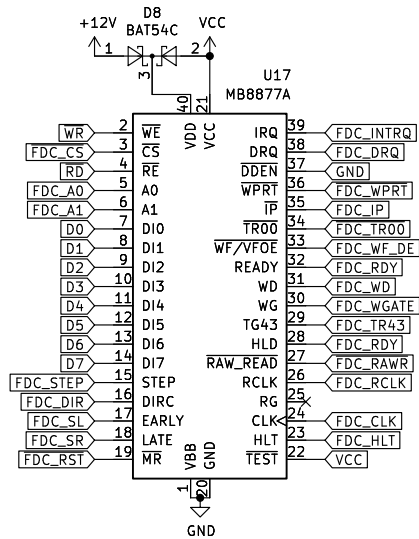 D8
BAT54C
+12V
VCC
1
2
3
U17
MB8877A
40
21
VDD
VCC
WR 2 WE
FDC_CS 3 CS
RD 4 RE
FDC_A0 5 A0
FDC_A1 6 A1
D0 7 DI0
D1 8 DI1
D2 9 DI2
D3 10 DI3
D4 11 DI4
D5 12 DI5
D6 13 DI6
D7 14 DI7
FDC_STEP 15 STEP
FDC_DIR 16 DIRC
FDC_SL 17 EARLY
FDC_SR 18 LATE
FDC_RST 19 MR
IRQ 39 FDC_INTRQ
DRQ 38 FDC_DRQ
DDEN 37 GND
WPRT 36 FDC_WPRT
IP 35 FDC_IP
TR00 34 FDC_TR00
WF/VFOE 33 FDC_WF_DE
READY 32 FDC_RDY
WD 31 FDC_WD
WG 30 FDC_WGATE
TG43 29 FDC_TR43
HLD 28 FDC_RDY
RAW_READ 27 FDC_RAWR
RCLK 26 FDC_RCLK
RG 25
CLK 24 FDC_CLK
HLT 23 FDC_HLT
TEST 22 VCC
VBB
GND
1
20
GND